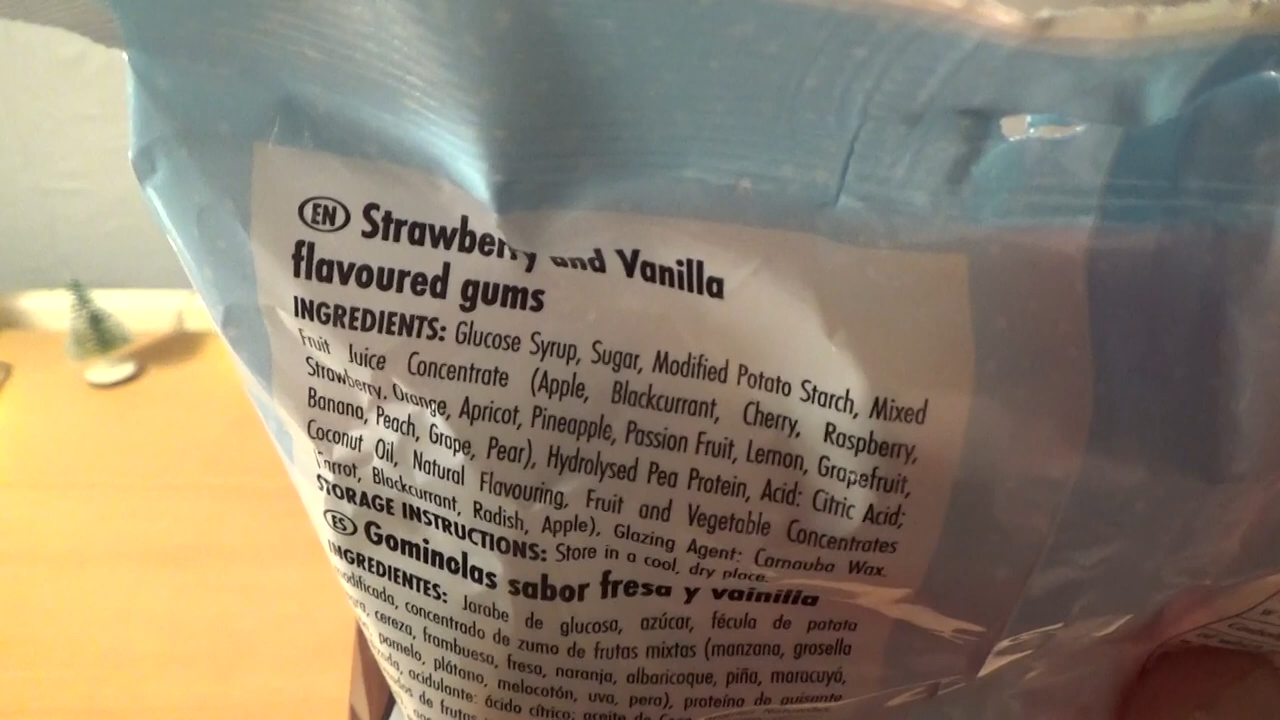 EN Strawberry and Vanilla
flavoured gums
INGREDIENTS: Glucose Syrup, Sugar, Modified Potato Starch, Mixed
Fruit Juice Concentrate (Apple, Blackcurrant, Cherry, Raspberry,
Strawberry, Orange, Apricot, Pineapple, Passion Fruit, Lemon, Grapefruit,
Banana, Peach, Grape, Pear), Hydrolysed Pea Protein, Acid: Citric Acid;
Coconut Oil, Natural Flavouring, Fruit and Vegetable Concentrates
Blackcurrant, Radish, Apple), Glazing Agent: Carnauba Wax.
STORAGE INSTRUCTIONS: Store in a cool, dry place.
ES Gominolas sabor fresa y vainilla
INGREDIENTES: Jarabe de glucosa, azúcar, fécula de patata
modificada, concentrado de zumo de frutas mixtas (manzana, grosella
cereza, frambuesa, fresa, naranja, albaricoque, piña, maracuyá,
pomelo, plátano, melocotón, uva, pera), proteína de guisante
acidulante: ácido cítrico; aceite de
de frutas